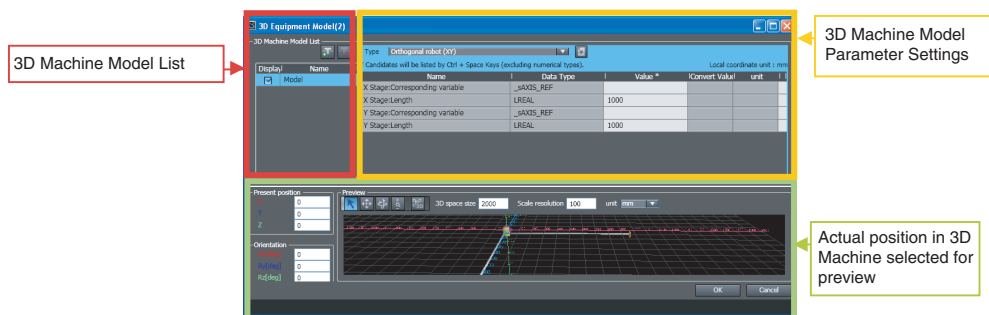 3D Equipment Model(2)
3D Machine Model List
3D Machine Model List
Display
Name
Model
Type
Orthogonal robot (XY)
Candidates will be listed by Ctrl + Space Keys (excluding numerical types).
Local coordinate unit : mm
Name
Data Type
Value *
Convert Value
unit
X Stage:Corresponding variable
_sAXIS_REF
X Stage:Length
LREAL
1000
Y Stage:Corresponding variable
_sAXIS_REF
Y Stage:Length
LREAL
1000
3D Machine Model
Parameter Settings
Present position
0
Y
0
Z
0
Orientation
0
Ry[deg]
0
Rz[deg]
0
Preview
3D space size
2000
Scale resolution
100
unit
mm
OK
Cancel
Actual position in 3D
Machine selected for
preview